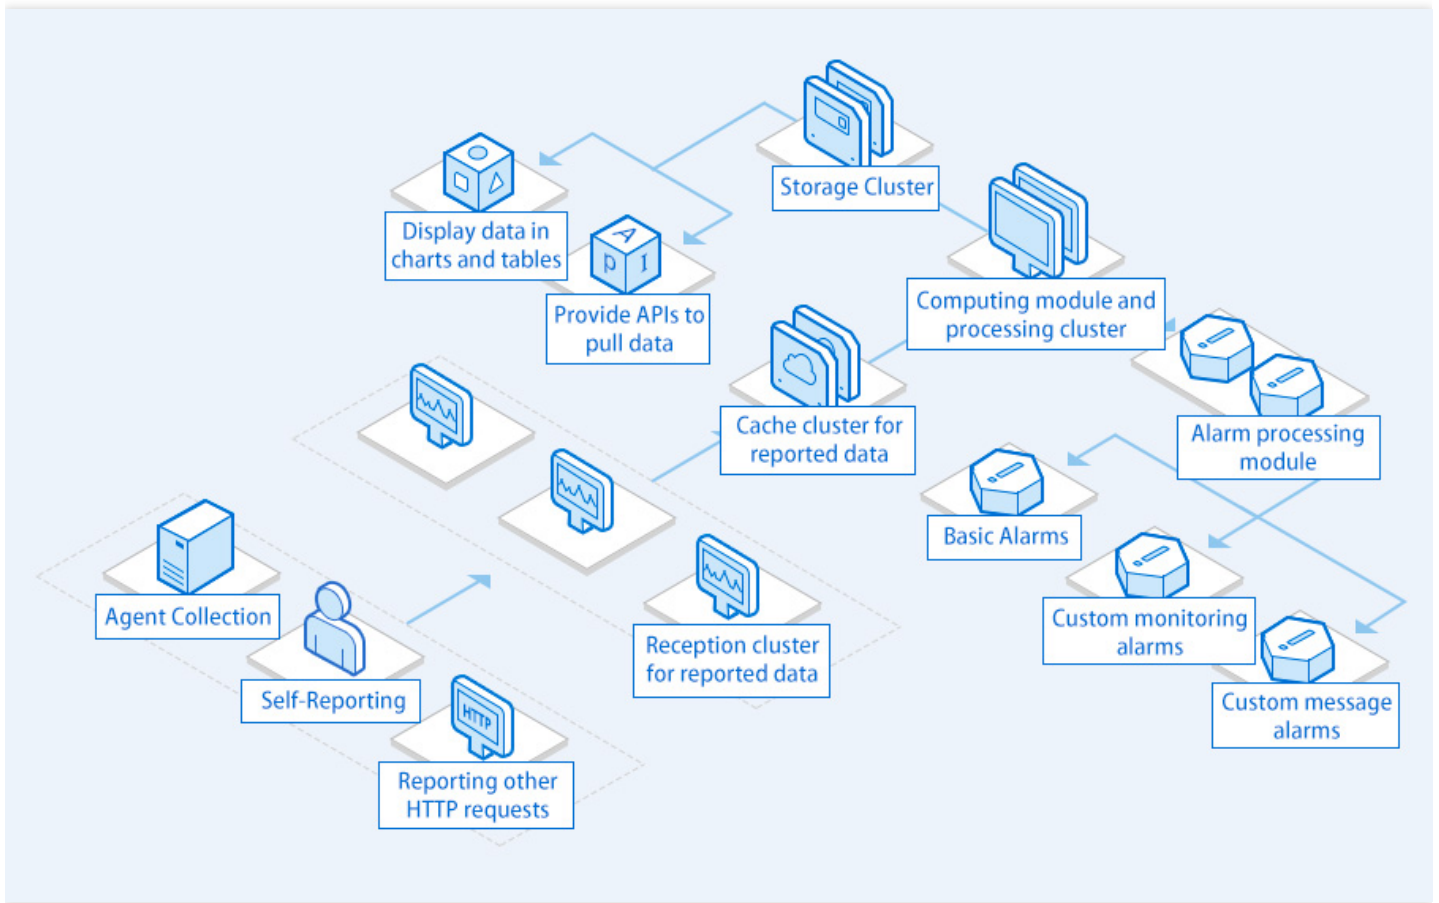 Storage Cluster
Display data in
charts and tables
A
P I
Provide APIs to
pull data
Computing module and
processing cluster
Cache cluster for
reported data
Alarm processing
module
Basic Alarms
Agent Collection
Custom monitoring
alarms
Reception cluster
for reported data
Self-Reporting
Custom message
alarms
HTTP
Reporting other
HTTP requests